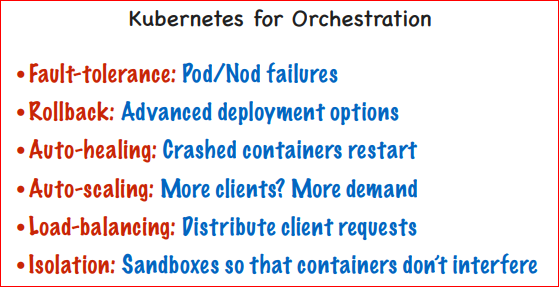 Kubernetes for Orchestration
• Fault-tolerance: Pod/Nod failures
• Rollback: Advanced deployment options
• Auto-healing: Crashed containers restart
• Auto-scaling: More clients? More demand
• Load-balancing: Distribute client requests
• Isolation: Sandboxes so that containers don't interfere